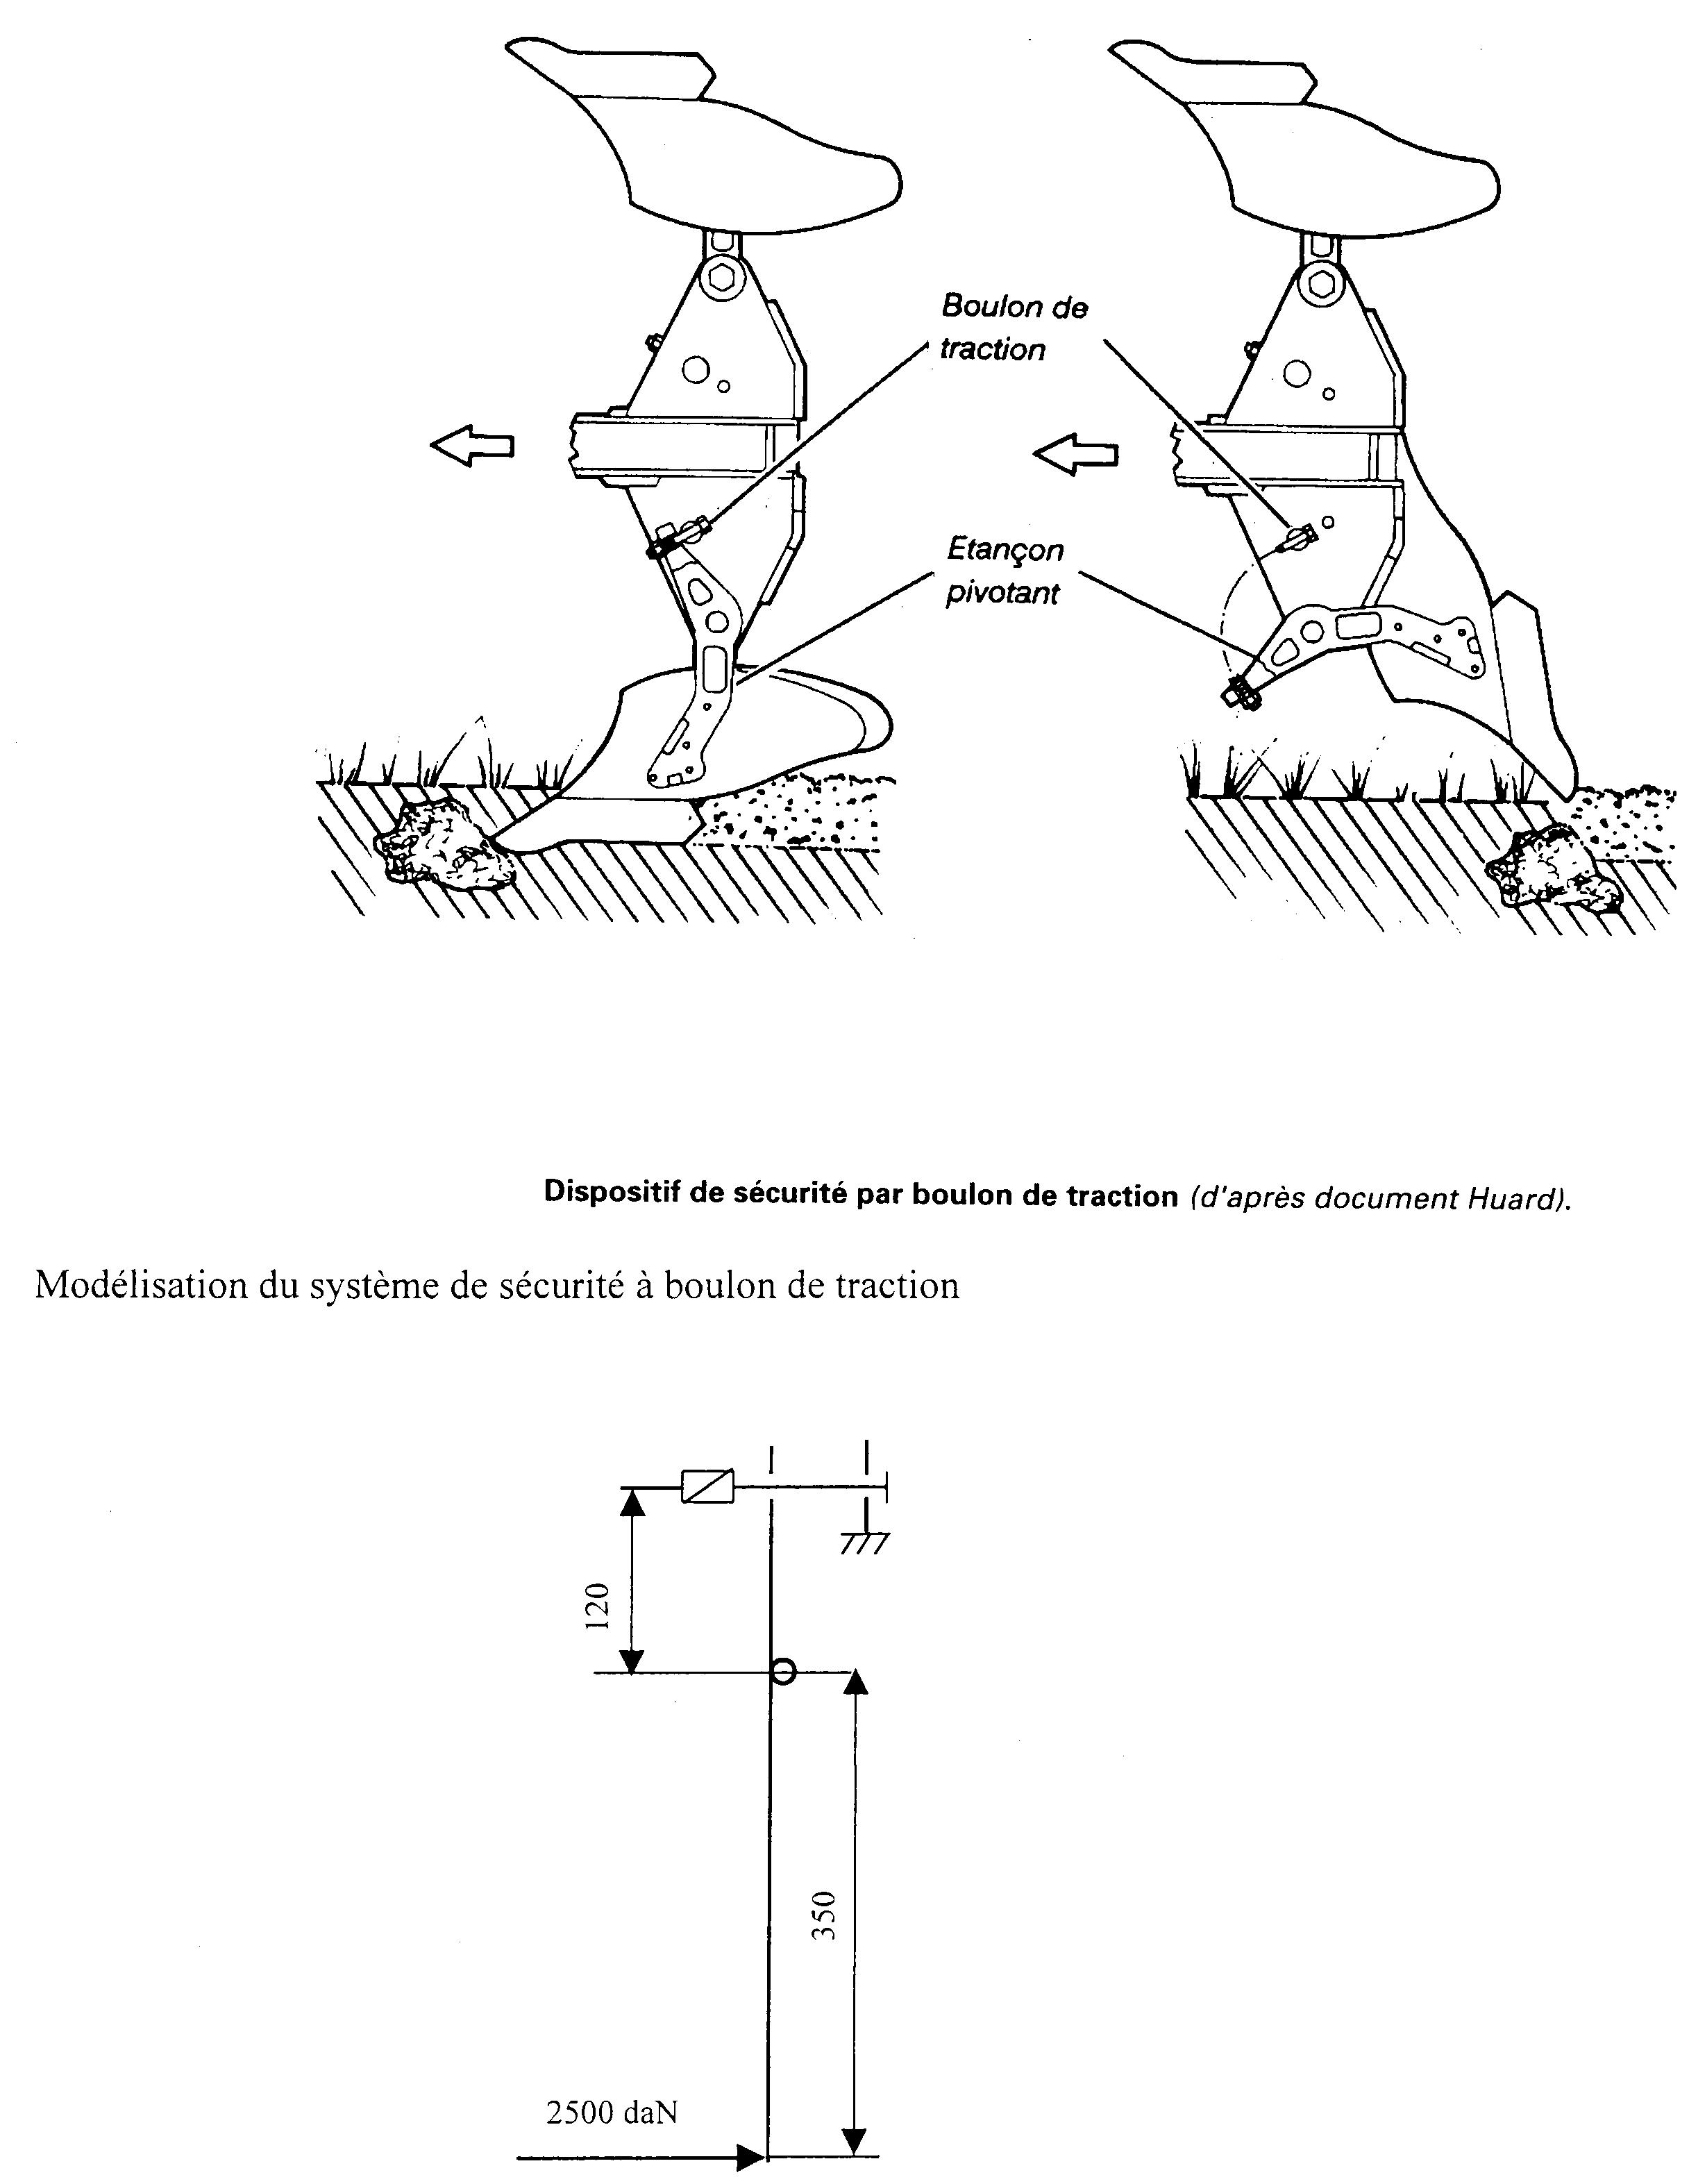 Boulon de
traction
Etançon
pivotant
Dispositif de sécurité par boulon de traction (d'après document Huard).
Modélisation du système de sécurité à boulon de traction
120
350
2500 daN